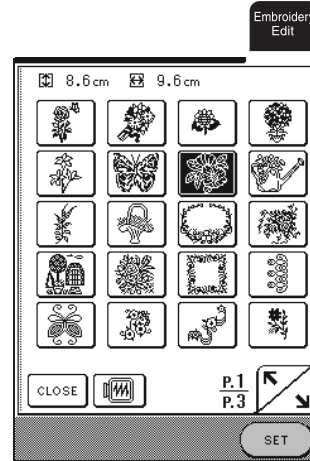 Embroidery
Edit
8.6cm 9.6cm
CLOSE
P.1
P.3
SET